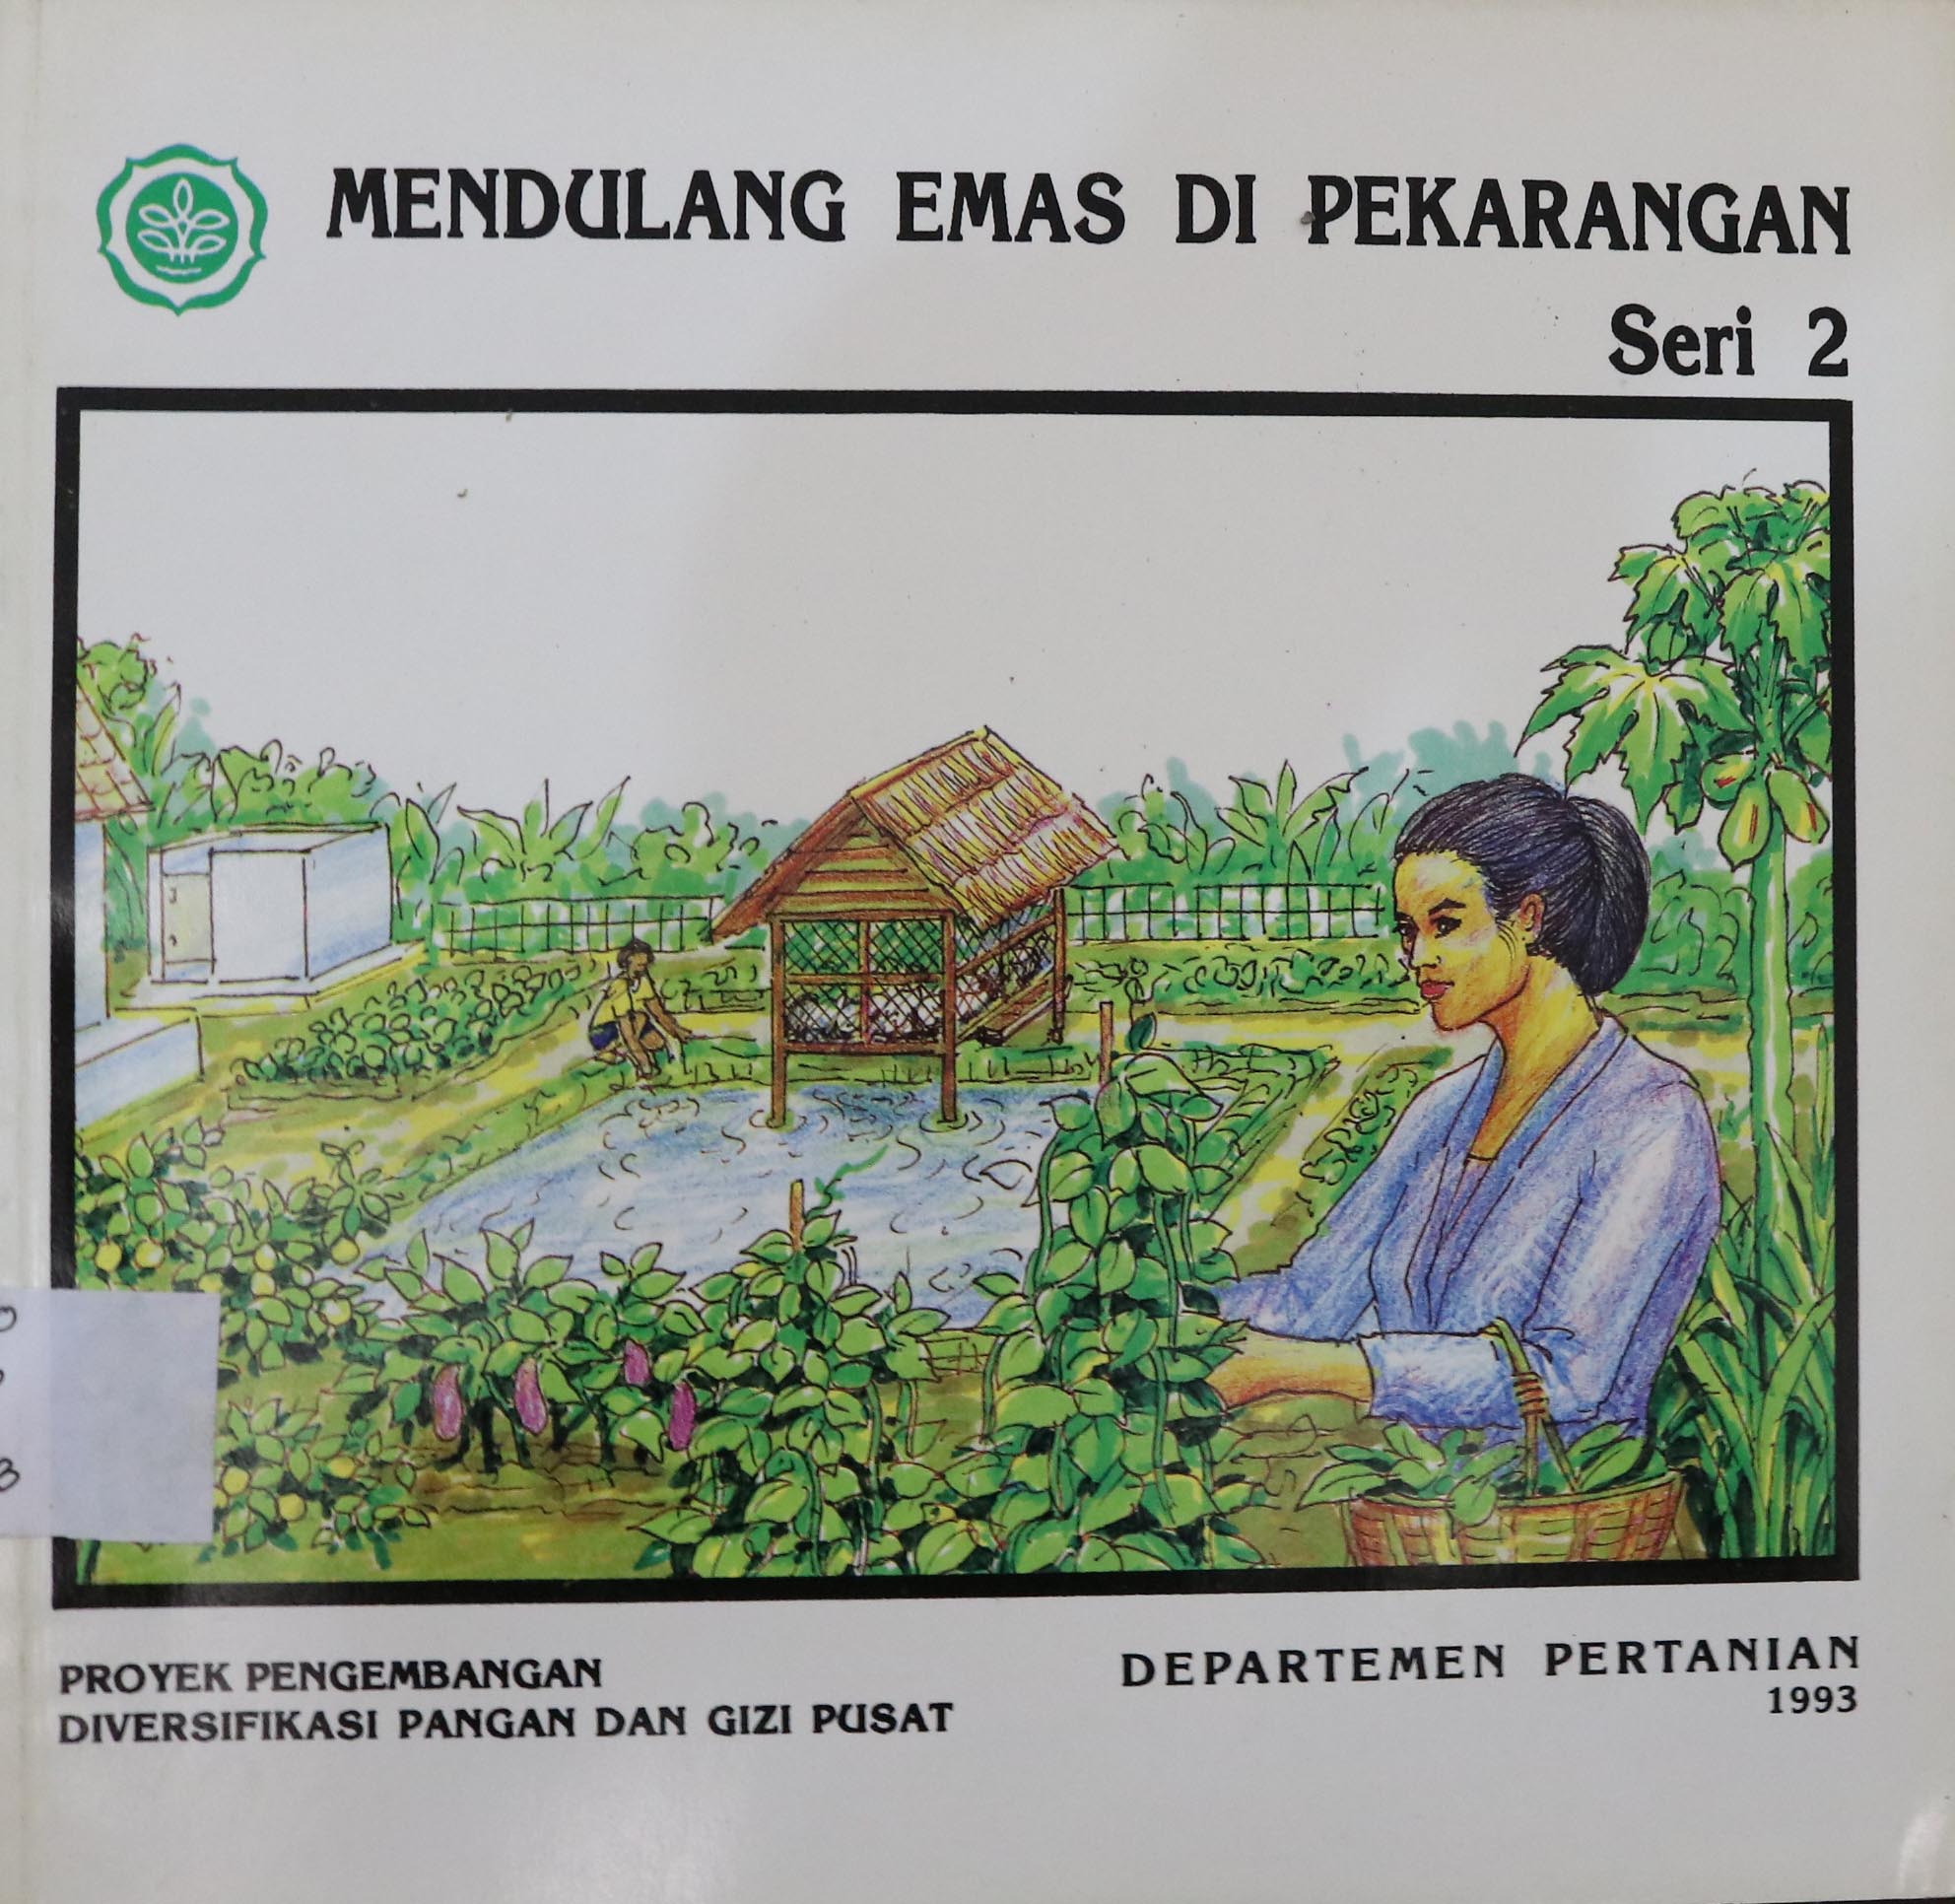 MENDULANG EMAS DI PEKARANGAN
Seri 2
PROYEK PENGEMBANGAN
DIVERSIFIKASI PANGAN DAN GIZI PUSAT
DEPARTEMEN PERTANIAN
1993